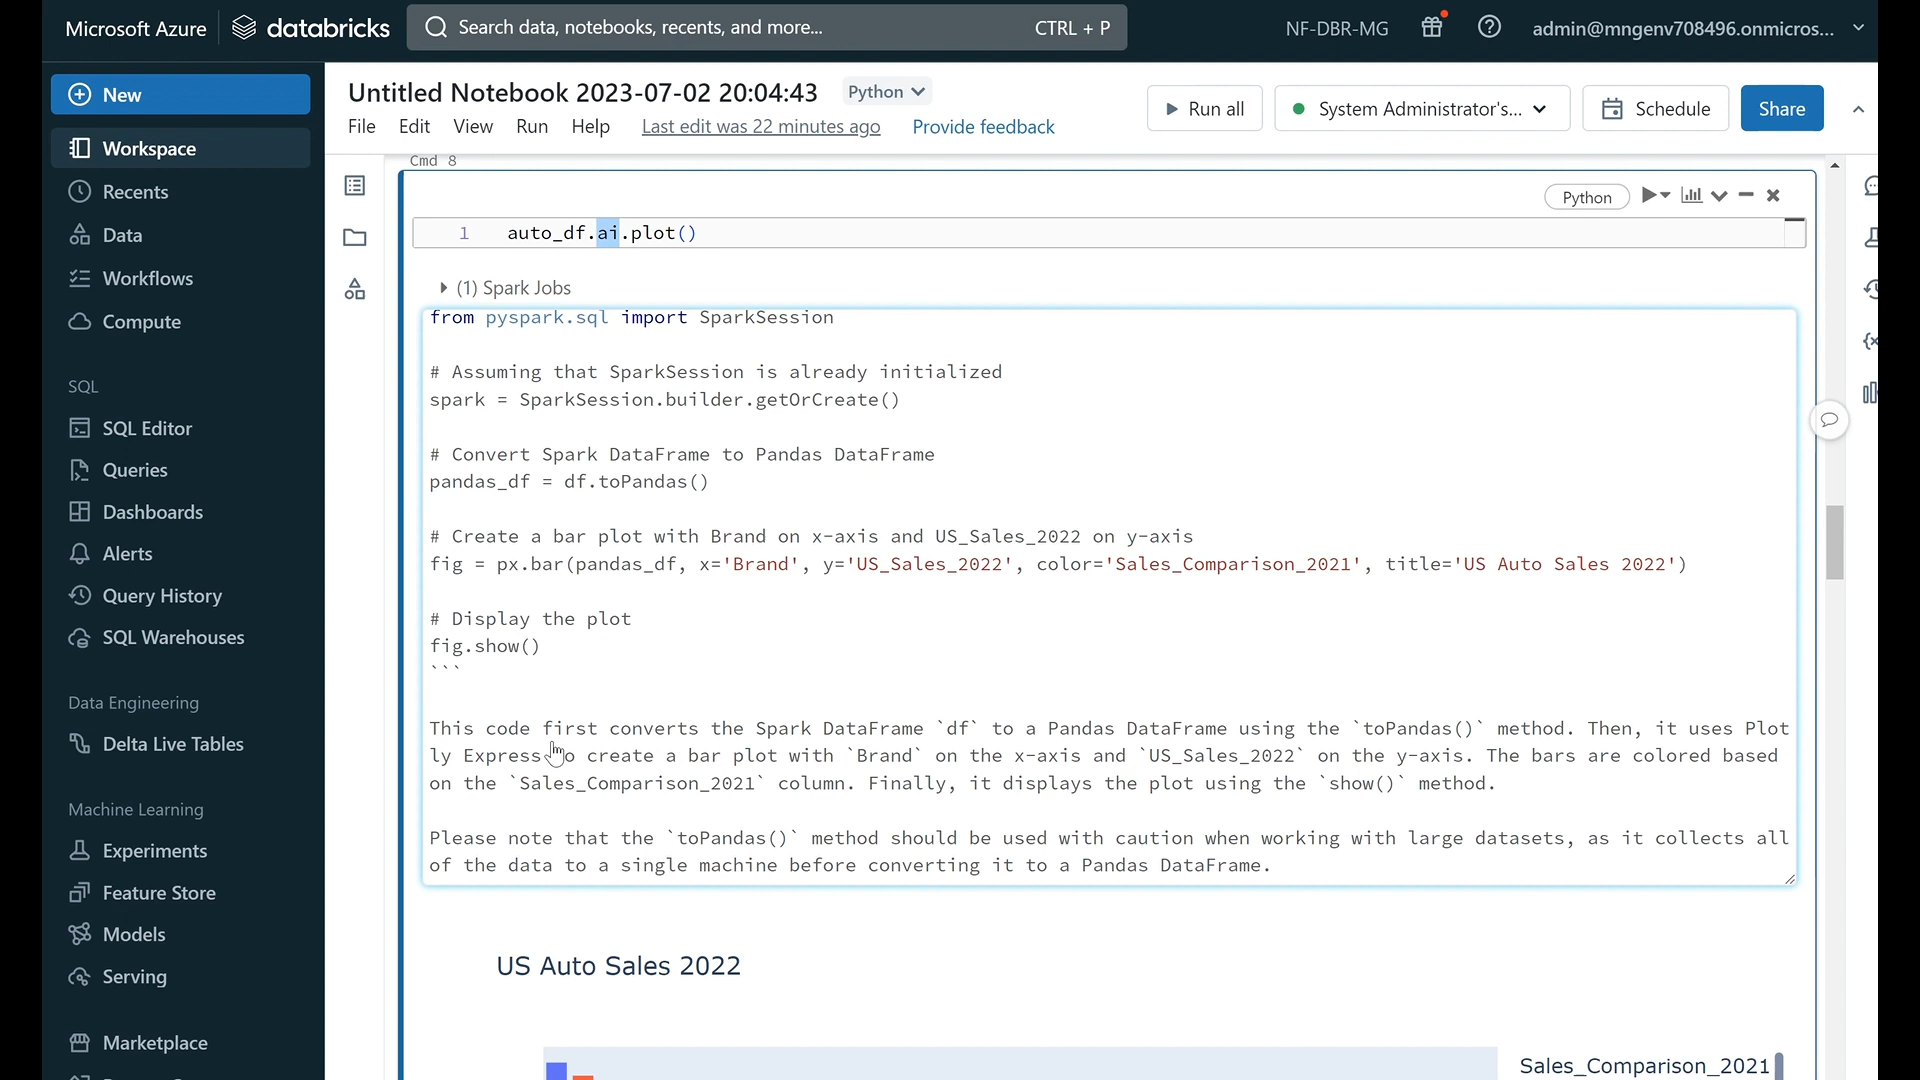 Microsoft Azure
databricks
Search data, notebooks, recents, and more...
CTRL + P
NF-DBR-MG
admin@mngenv708496.onmicros...
New
Workspace
Recents
Data
Workflows
Compute
SQL
SQL Editor
Queries
Dashboards
Alerts
Query History
SQL Warehouses
Data Engineering
Delta Live Tables
Machine Learning
Experiments
Feature Store
Models
Serving
Marketplace
Untitled Notebook 2023-07-02 20:04:43
Python
File Edit View Run Help Last edit was 22 minutes ago Provide feedback
Run all
System Administrator's...
Schedule
Share
Cmd 8
Python
1 auto_df.ai.plot()
(1) Spark Jobs
from pyspark.sql import SparkSession
# Assuming that SparkSession is already initialized
spark = SparkSession.builder.getOrCreate()
# Convert Spark DataFrame to Pandas DataFrame
pandas_df = df.toPandas()
# Create a bar plot with Brand on x-axis and US_Sales_2022 on y-axis
fig = px.bar(pandas_df, x='Brand', y='US_Sales_2022', color='Sales_Comparison_2021', title='US Auto Sales 2022')
# Display the plot
fig.show()
```
This code first converts the Spark DataFrame `df` to a Pandas DataFrame using the `toPandas()` method. Then, it uses Plot
ly Express to create a bar plot with `Brand` on the x-axis and `US_Sales_2022` on the y-axis. The bars are colored based
on the `Sales_Comparison_2021` column. Finally, it displays the plot using the `show()` method.
Please note that the `toPandas()` method should be used with caution when working with large datasets, as it collects all
of the data to a single machine before converting it to a Pandas DataFrame.
US Auto Sales 2022
Sales_Comparison_2021